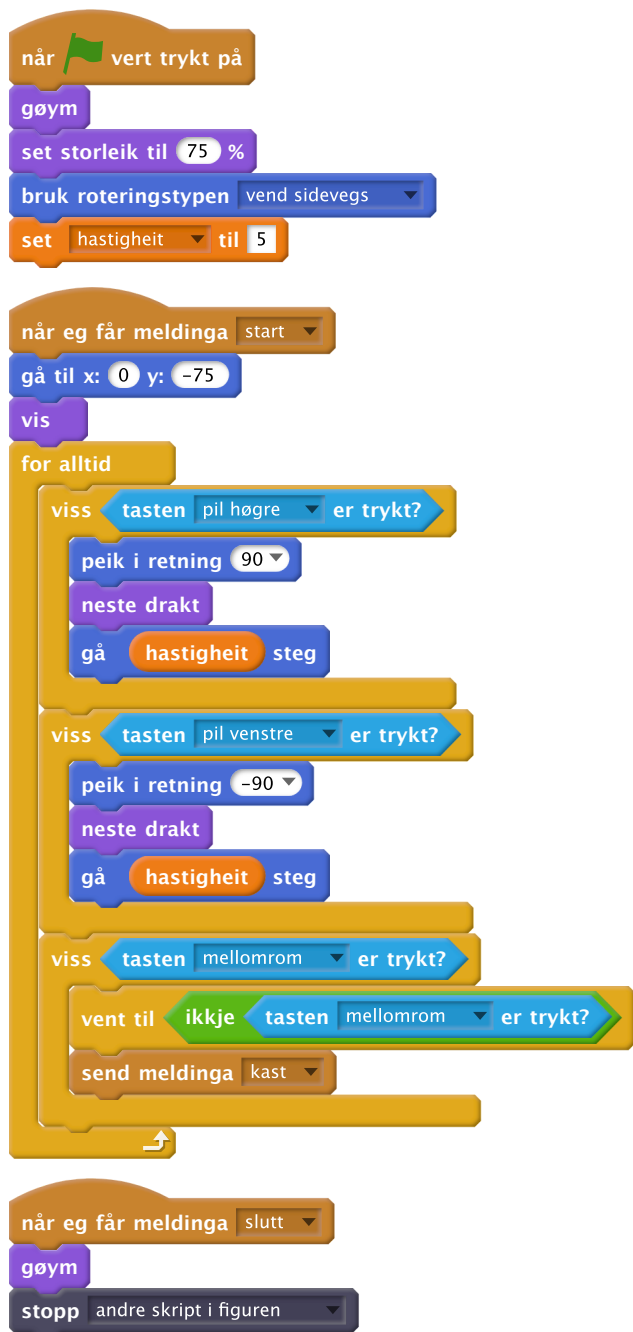 når vert trykt på
gøym
set storleik til 75 %
bruk roteringstypen vend sidevegs
set hastigheit til 5
når eg får meldinga start
gå til x: 0 y: -75
vis
for alltid
viss tasten pil høgre er trykt?
peik i retning 90
neste drakt
gå hastigheit steg
viss tasten pil venstre er trykt?
peik i retning -90
neste drakt
gå hastigheit steg
viss tasten mellomrom er trykt?
vent til ikkje tasten mellomrom er trykt?
send meldinga kast
når eg får meldinga slutt
gøym
stopp andre skript i figuren